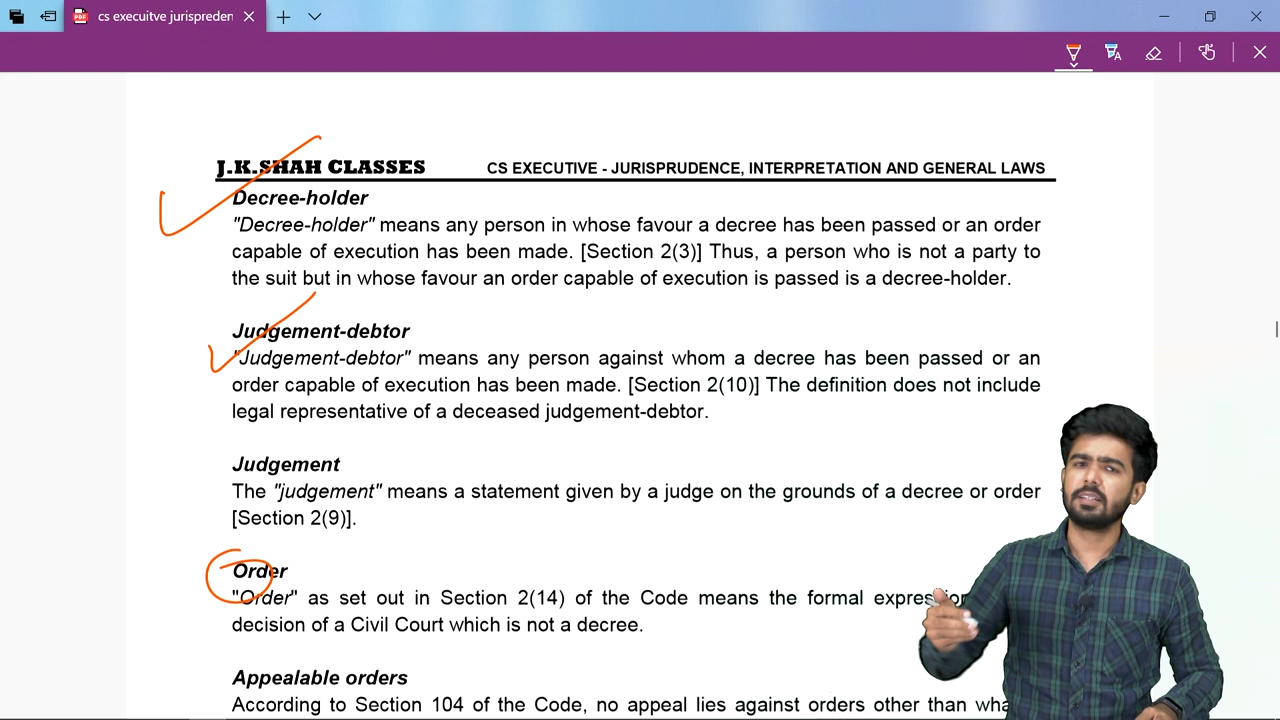 cs execuitve jurispreden
J.K.SHAH CLASSES CS EXECUTIVE - JURISPRUDENCE, INTERPRETATION AND GENERAL LAWS
Decree-holder
"Decree-holder" means any person in whose favour a decree has been passed or an order
capable of execution has been made. [Section 2(3)] Thus, a person who is not a party to
the suit but in whose favour an order capable of execution is passed is a decree-holder.
Judgement-debtor
"Judgement-debtor" means any person against whom a decree has been passed or an
order capable of execution has been made. [Section 2(10)] The definition does not include
legal representative of a deceased judgement-debtor.
Judgement
The "judgement" means a statement given by a judge on the grounds of a decree or order
[Section 2(9)].
Order
"Order" as set out in Section 2(14) of the Code means the formal
decision of a Civil Court which is not a decree.
Appealable orders
According to Section 104 of the Code, no appeal lies against orders other than